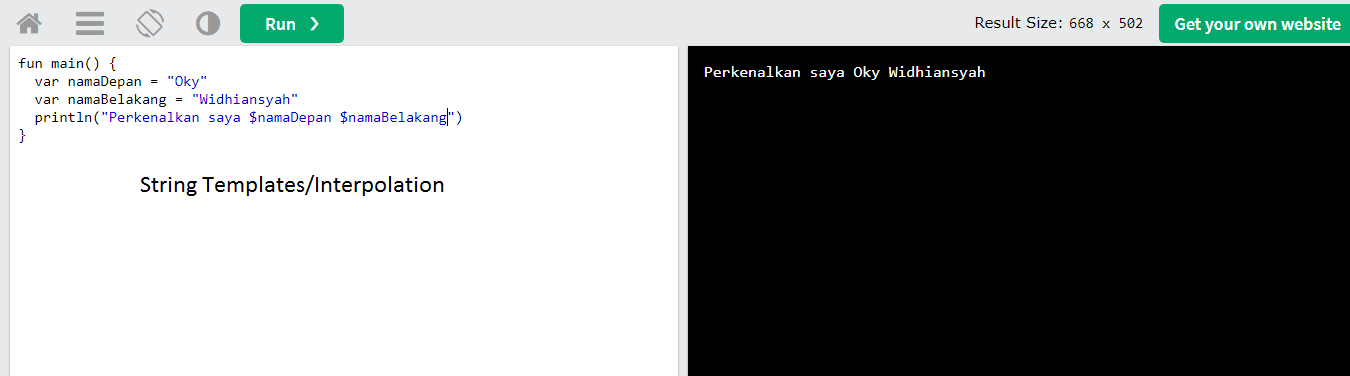 Run ❯
Result Size: 668 x 502
Get your own website
fun main() {
  var namaDepan = "Oky"
  var namaBelakang = "Widhiansyah"
  println("Perkenalkan saya $namaDepan $namaBelakang")
}
String Templates/Interpolation
Perkenalkan saya Oky Widhiansyah